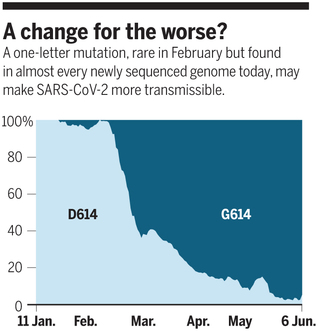 A change for the worse?
A one-letter mutation, rare in February but found
in almost every newly sequenced genome today, may
make SARS-CoV-2 more transmissible.
100%
80
60
40
20
0
D614
G614
11 Jan. Feb. Mar. Apr. May 6 Jun.